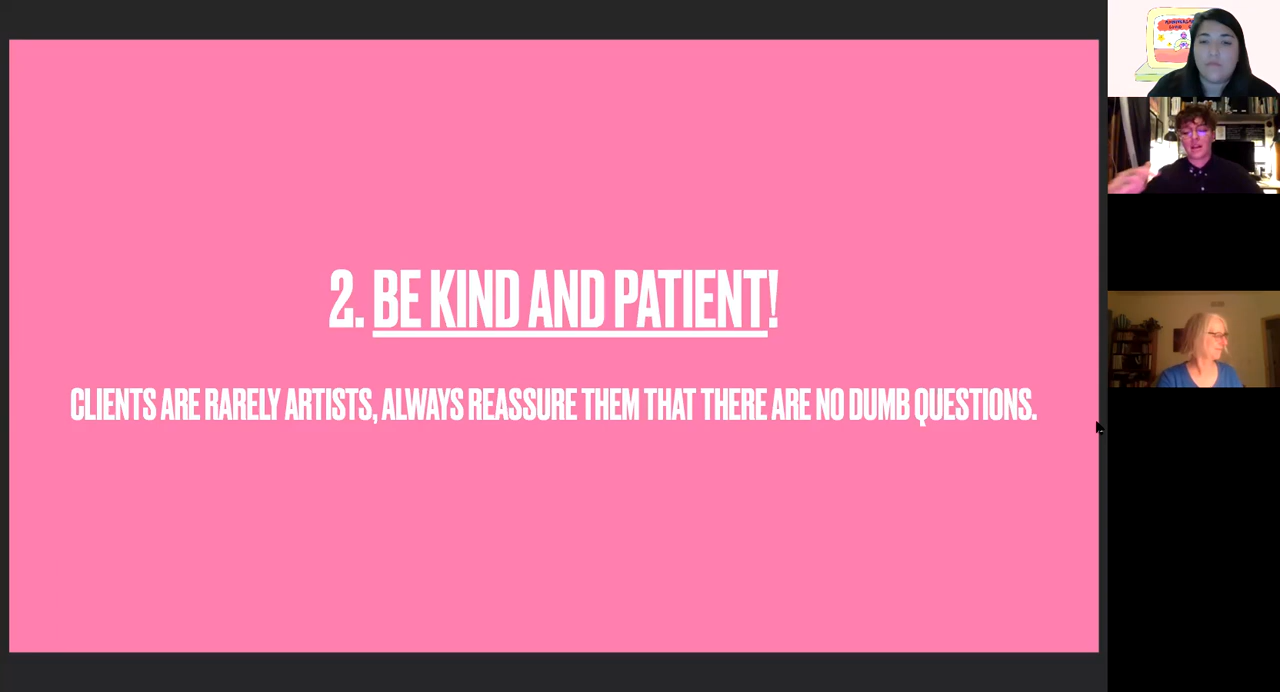 2. BE KIND AND PATIENT!
CLIENTS ARE RARELY ARTISTS, ALWAYS REASSURE THEM THAT THERE ARE NO DUMB QUESTIONS.